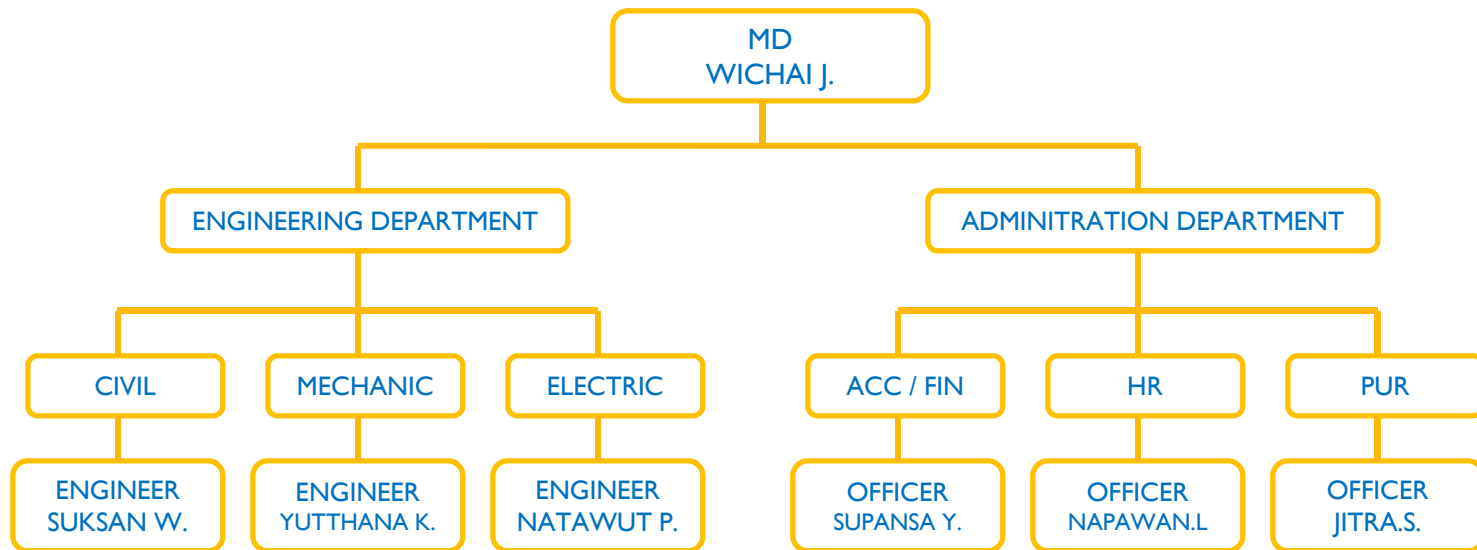 MD
WICHAI J.
ENGINEERING DEPARTMENT
ADMINITRATION DEPARTMENT
CIVIL
MECHANIC
ELECTRIC
ACC / FIN
HR
PUR
ENGINEER
SUKSAN W.
ENGINEER
YUTTHANA K.
ENGINEER
NATAWUT P.
OFFICER
SUPANSA Y.
OFFICER
NAPAWAN.L
OFFICER
JITRA.S.